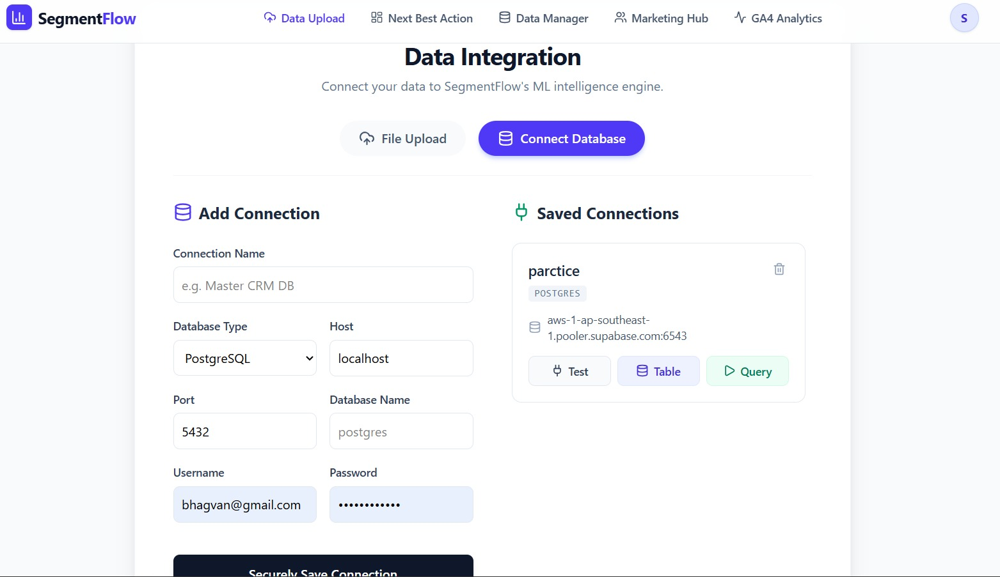 SegmentFlow
Data Upload
Next Best Action
Data Manager
Marketing Hub
GA4 Analytics
S
Data Integration
Connect your data to SegmentFlow's ML intelligence engine.
File Upload
Connect Database
Add Connection
Connection Name
e.g. Master CRM DB
Database Type
Host
PostgreSQL
localhost
Port
Database Name
5432
postgres
Username
Password
bhagvan@gmail.com
••••••••••••
Securely Save Connection
Saved Connections
parctice
POSTGRES
aws-1-ap-southeast-
1.pooler.supabase.com:6543
Test
Table
Query